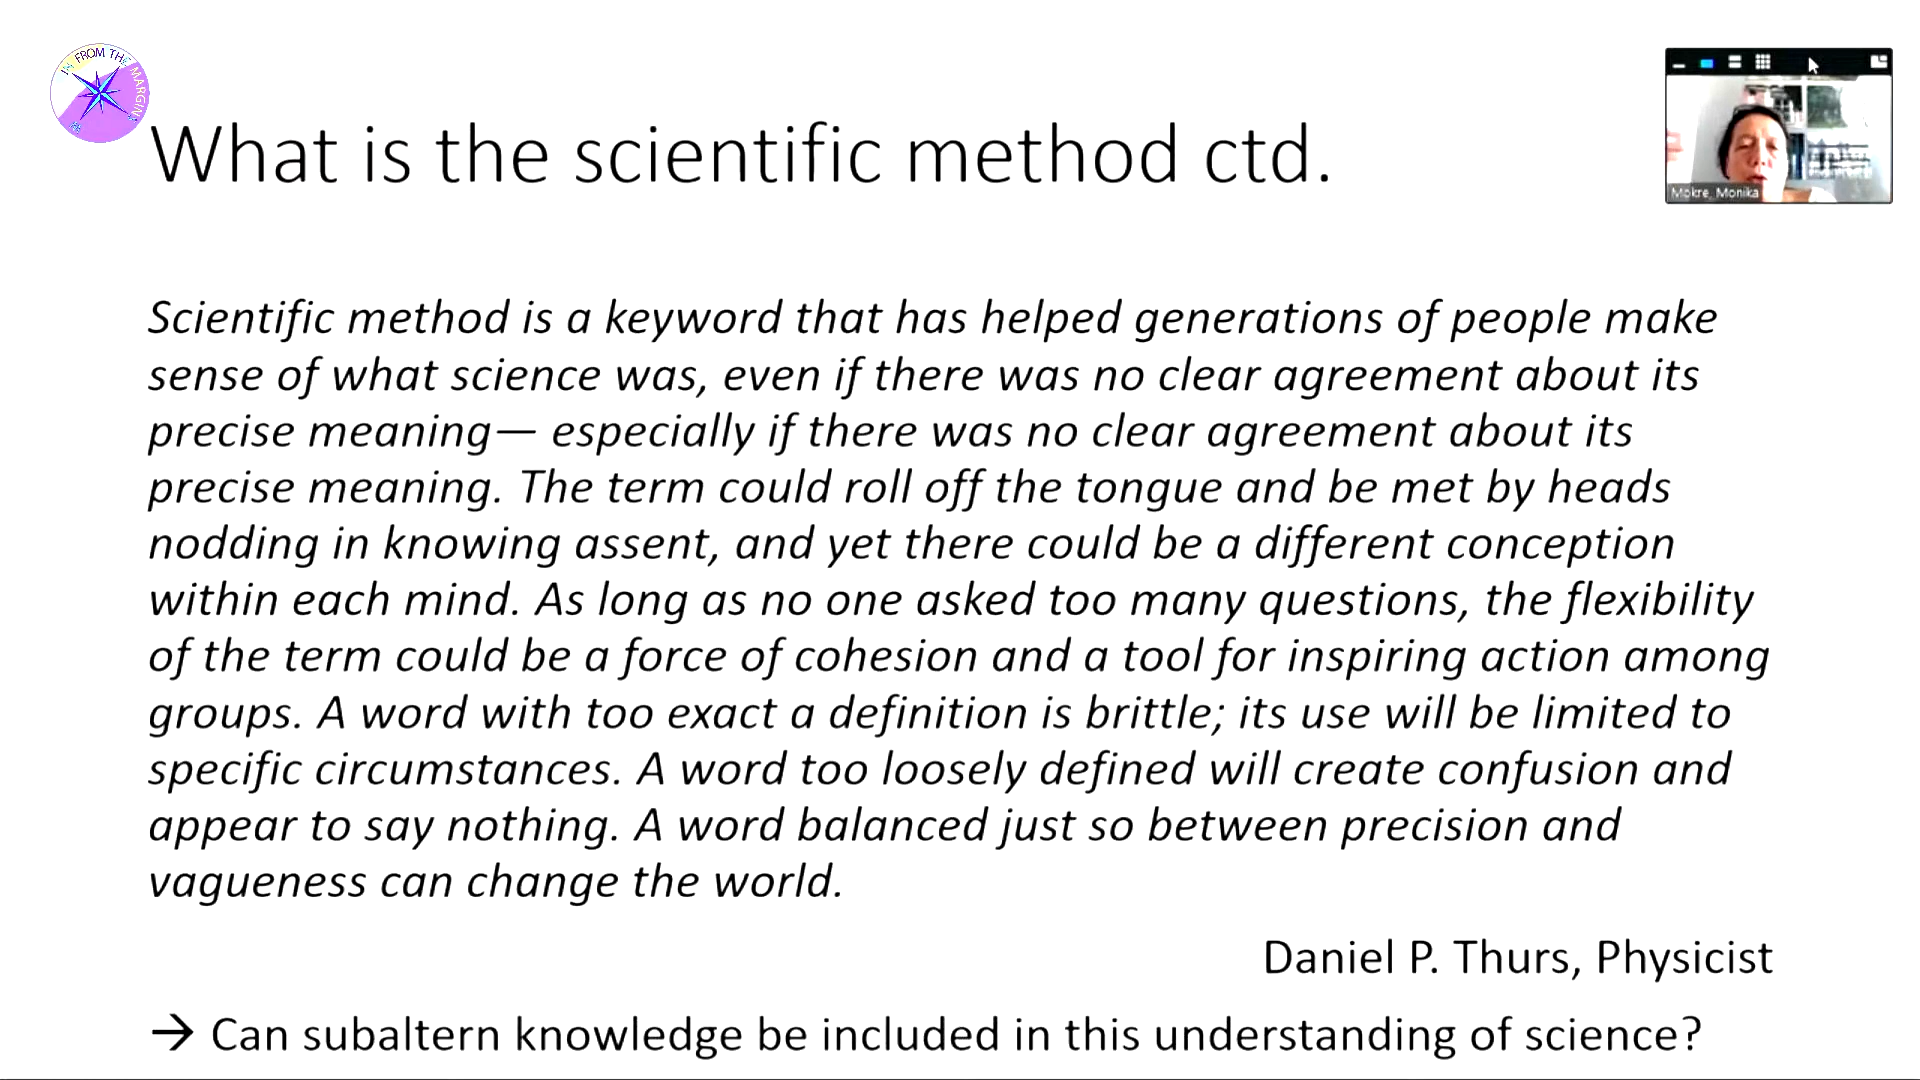 IN FROM THE MARGINS
What is the scientific method ctd.
Mokre, Monika
Scientific method is a keyword that has helped generations of people make
sense of what science was, even if there was no clear agreement about its
precise meaning— especially if there was no clear agreement about its
precise meaning. The term could roll off the tongue and be met by heads
nodding in knowing assent, and yet there could be a different conception
within each mind. As long as no one asked too many questions, the flexibility
of the term could be a force of cohesion and a tool for inspiring action among
groups. A word with too exact a definition is brittle; its use will be limited to
specific circumstances. A word too loosely defined will create confusion and
appear to say nothing. A word balanced just so between precision and
vagueness can change the world.
Daniel P. Thurs, Physicist
→ Can subaltern knowledge be included in this understanding of science?